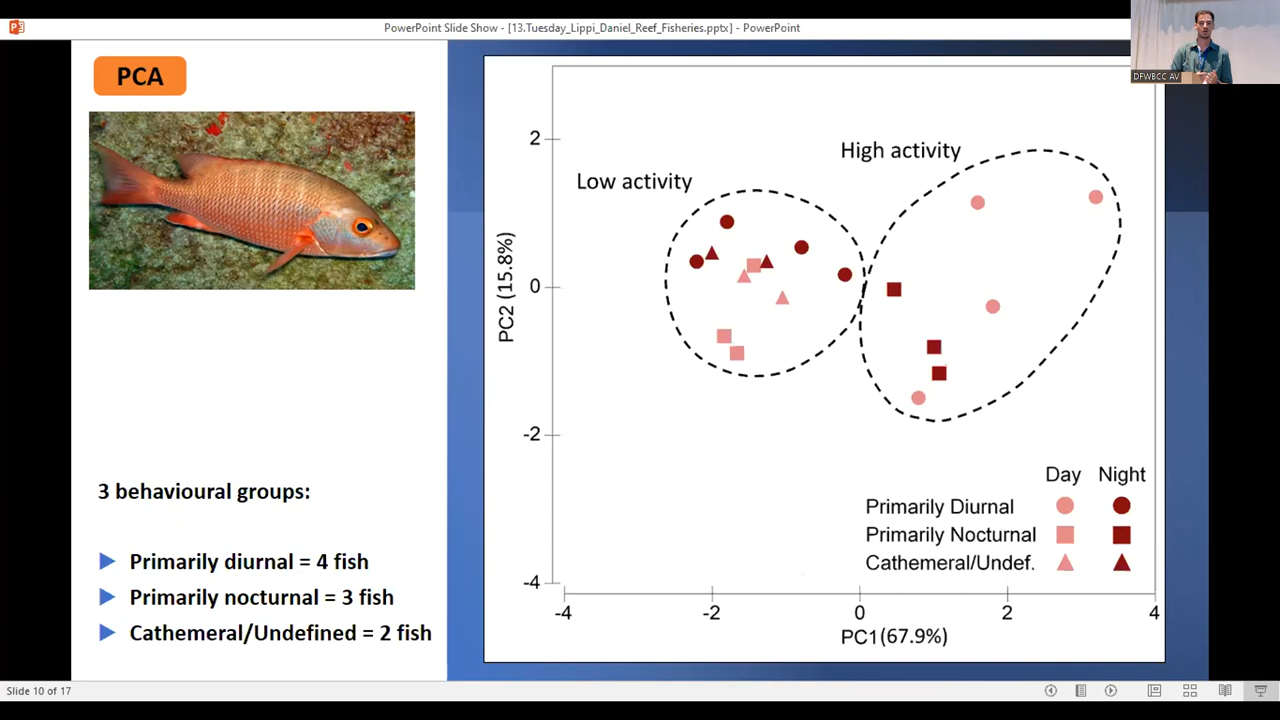 PowerPoint Slide Show - [13.Tuesday_Lippi_Daniel_Reef_Fisheries.pptx] - PowerPoint
DFWBCC AV
PCA
3 behavioural groups:
Primarily diurnal = 4 fish
Primarily nocturnal = 3 fish
Cathemeral/Undefined = 2 fish
High activity
Low activity
PC2 (15.8%)
2
0
-2
-4
Day Night
Primarily Diurnal
Primarily Nocturnal
Cathemeral/Undef.
-4 -2 0 2 4
PC1(67.9%)
Slide 10 of 17